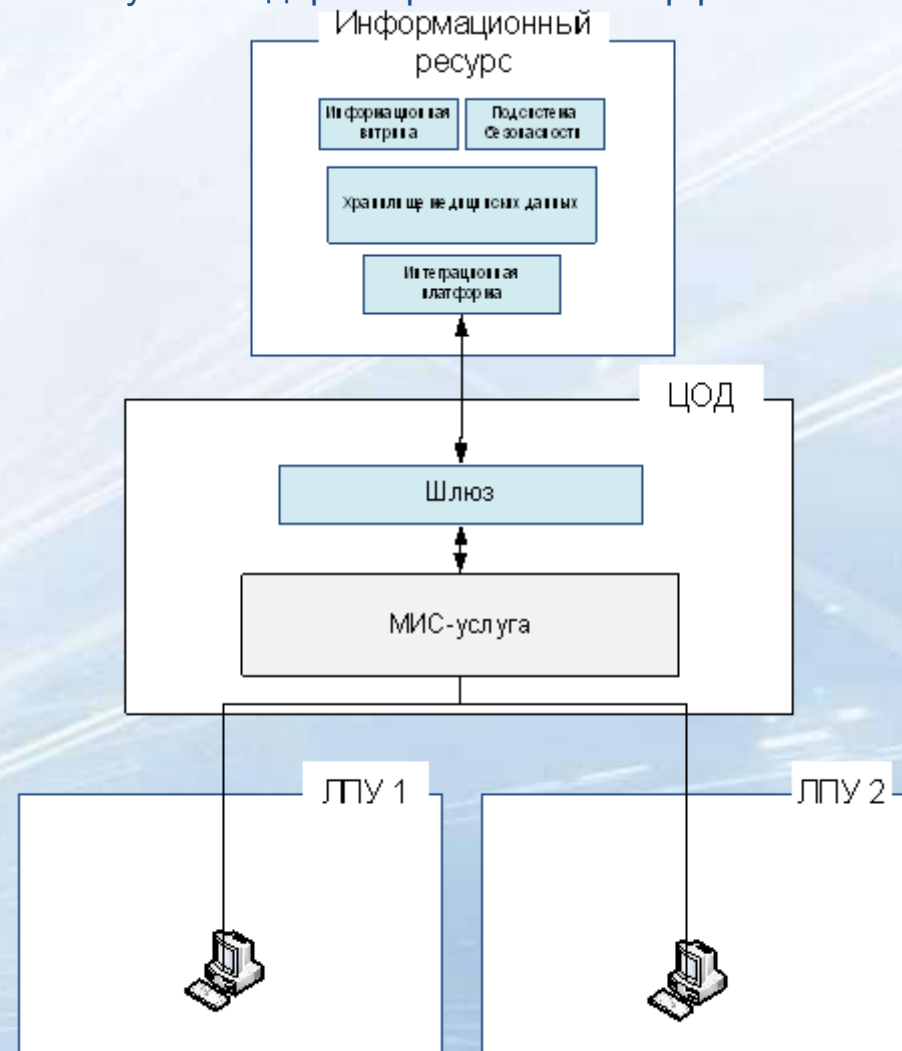 Информационный
ресурс
Информационная
витрина
Подсистема
безопасности
Хранилище медицинских данных
Интеграционная
платформа
ЦОД
Шлюз
МИС-услуга
ЛПУ 1
ЛПУ 2